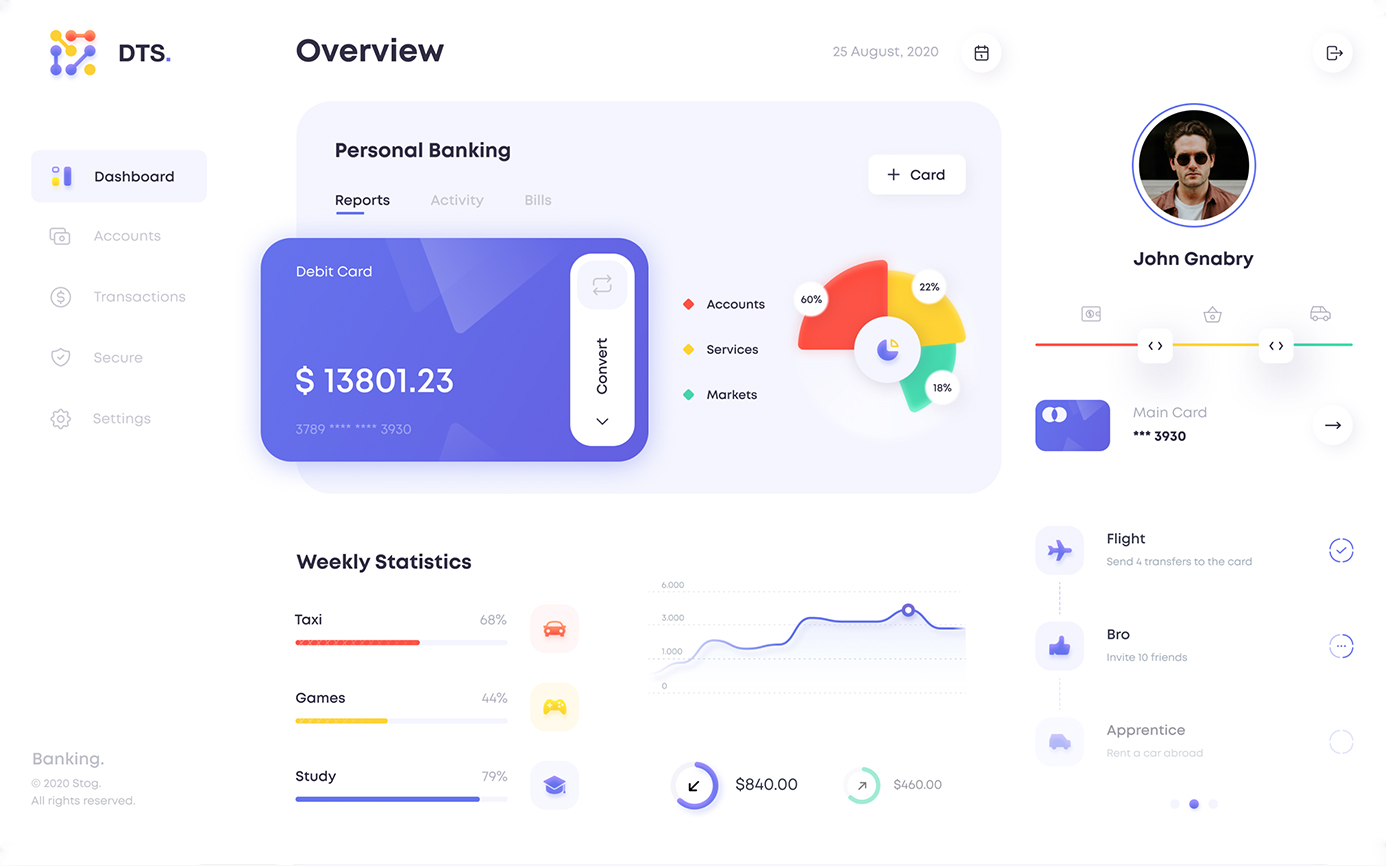 DTS.
Overview
25 August, 2020
Dashboard
Accounts
Transactions
Secure
Settings
Banking.
© 2020 Stog.
All rights reserved.
Personal Banking
+ Card
Reports Activity Bills
Debit Card
$ 13801.23
3789 **** **** 3930
Convert
Accounts
Services
Markets
60%
22%
18%
John Gnabry
Main Card
*** 3930
Flight
Send 4 transfers to the card
Bro
Invite 10 friends
Apprentice
Rent a car abroad
Weekly Statistics
Taxi 68%
Games 44%
Study 79%
6.000
3.000
1.000
0
$840.00
$460.00